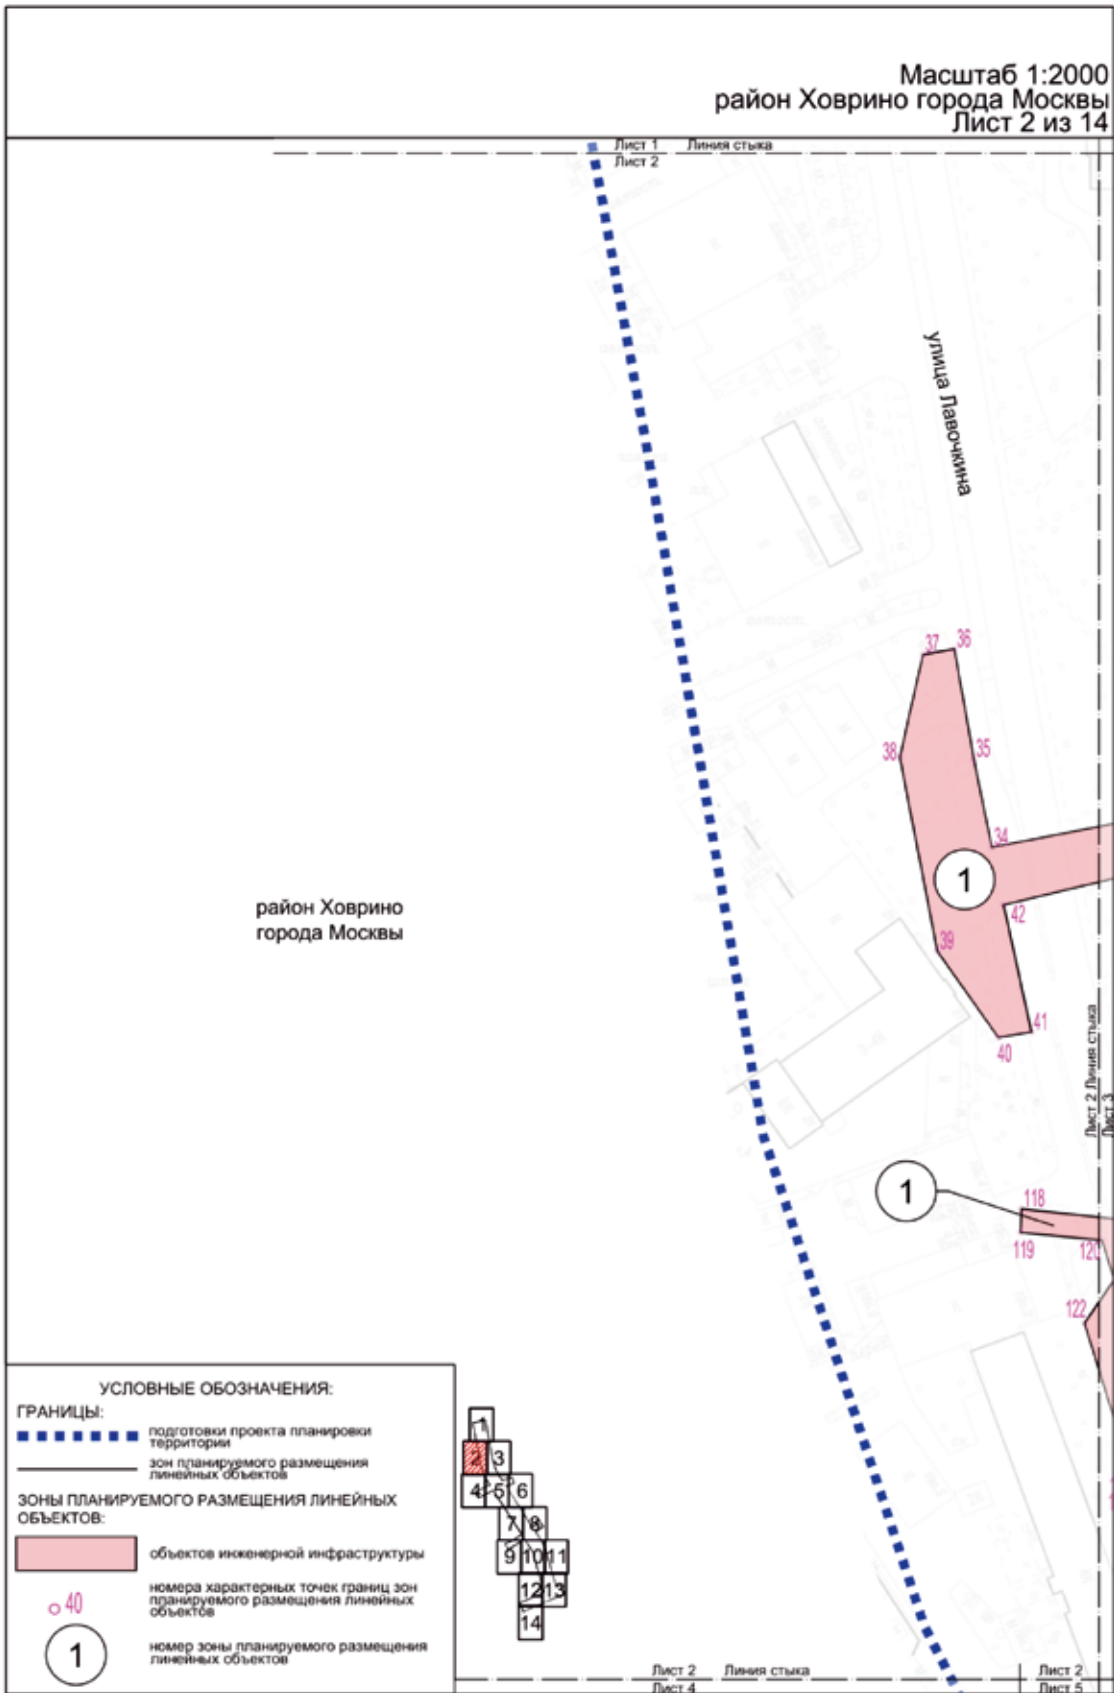 Масштаб 1:2000
район Ховрино города Москвы
Лист 2 из 14
Лист 1 Линия стыка
Лист 2
улица Лавочкина
37
36
38
35
34
1
42
39
41
40
район Ховрино
города Москвы
Лист 2 Линия стыка
Лист 3
1
118
119
120
122
УСЛОВНЫЕ ОБОЗНАЧЕНИЯ:
ГРАНИЦЫ:
подготовки проекта планировки
территории
зон планируемого размещения
линейных объектов
ЗОНЫ ПЛАНИРУЕМОГО РАЗМЕЩЕНИЯ ЛИНЕЙНЫХ
ОБЪЕКТОВ:
объектов инженерной инфраструктуры
40
номера характерных точек границ зон
планируемого размещения линейных
объектов
1
номер зоны планируемого размещения
линейных объектов
1
2 3
4 5 6
7 8
9 10 11
12 13
14
Лист 2 Линия стыка
Лист 4
Лист 2
Лист 5